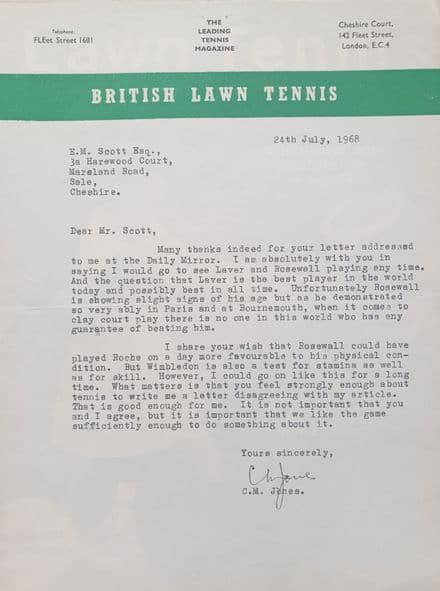 Telephone:
FLEet Street 1681
THE
LEADING
TENNIS
MAGAZINE
Cheshire Court,
142 Fleet Street,
London, E.C.4
BRITISH LAWN TENNIS
24th July, 1968
E.M. Scott Esq.,
3a Harewood Court,
Marsland Road,
Sale,
Cheshire.
Dear Mr. Scott,
Many thanks indeed for your letter addressed
to me at the Daily Mirror. I am absolutely with you in
saying I would go to see Laver and Rosewall playing any time.
And the question that Laver is the best player in the world
today and possibly best in all time. Unfortunately Rosewall
is showing slight signs of his age but as he demonstrated
so very ably in Paris and at Bournemouth, when it comes to
clay court play there is no one in this world who has any
guarantee of beating him.
I share your wish that Rosewall could have
played Roche on a day more favourable to his physical con-
dition. But Wimbledon is also a test for stamina as well
as for skill. However, I could go on like this for a long
time. What matters is that you feel strongly enough about
tennis to write me a letter disagreeing with my article.
That is good enough for me. It is not important that you
and I agree, but it is important that we like the game
sufficiently enough to do something about it.
Yours sincerely,
CMJones
C.M. Jones.